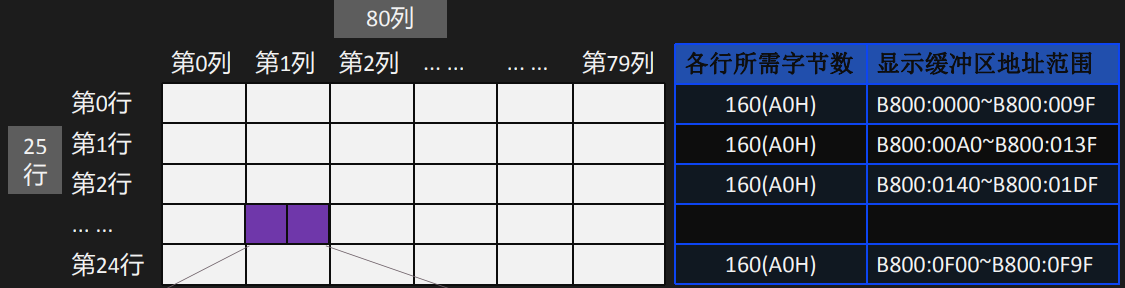 80列
第0列 第1列 第2列 ... ... ... ... 第79列 各行所需字节数 显示缓冲区地址范围
第0行 160(A0H) B800:0000~B800:009F
25行
第1行 160(A0H) B800:00A0~B800:013F
第2行 160(A0H) B800:0140~B800:01DF
... ...
第24行 160(A0H) B800:0F00~B800:0F9F